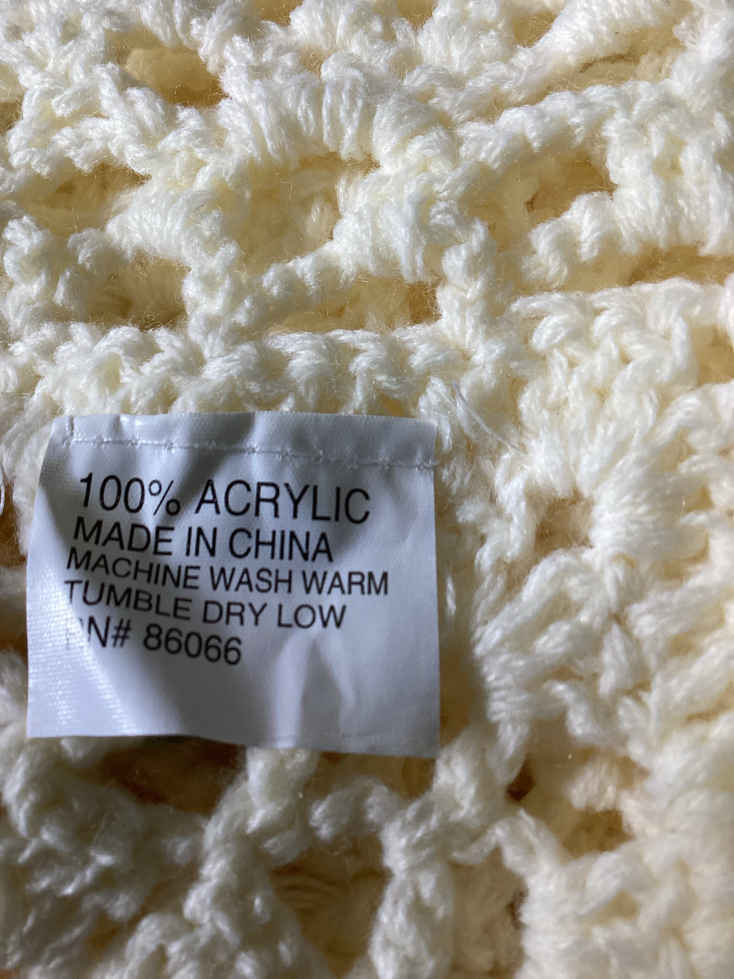 100% ACRYLIC
MADE IN CHINA
MACHINE WASH WARM
TUMBLE DRY LOW
RN# 86066